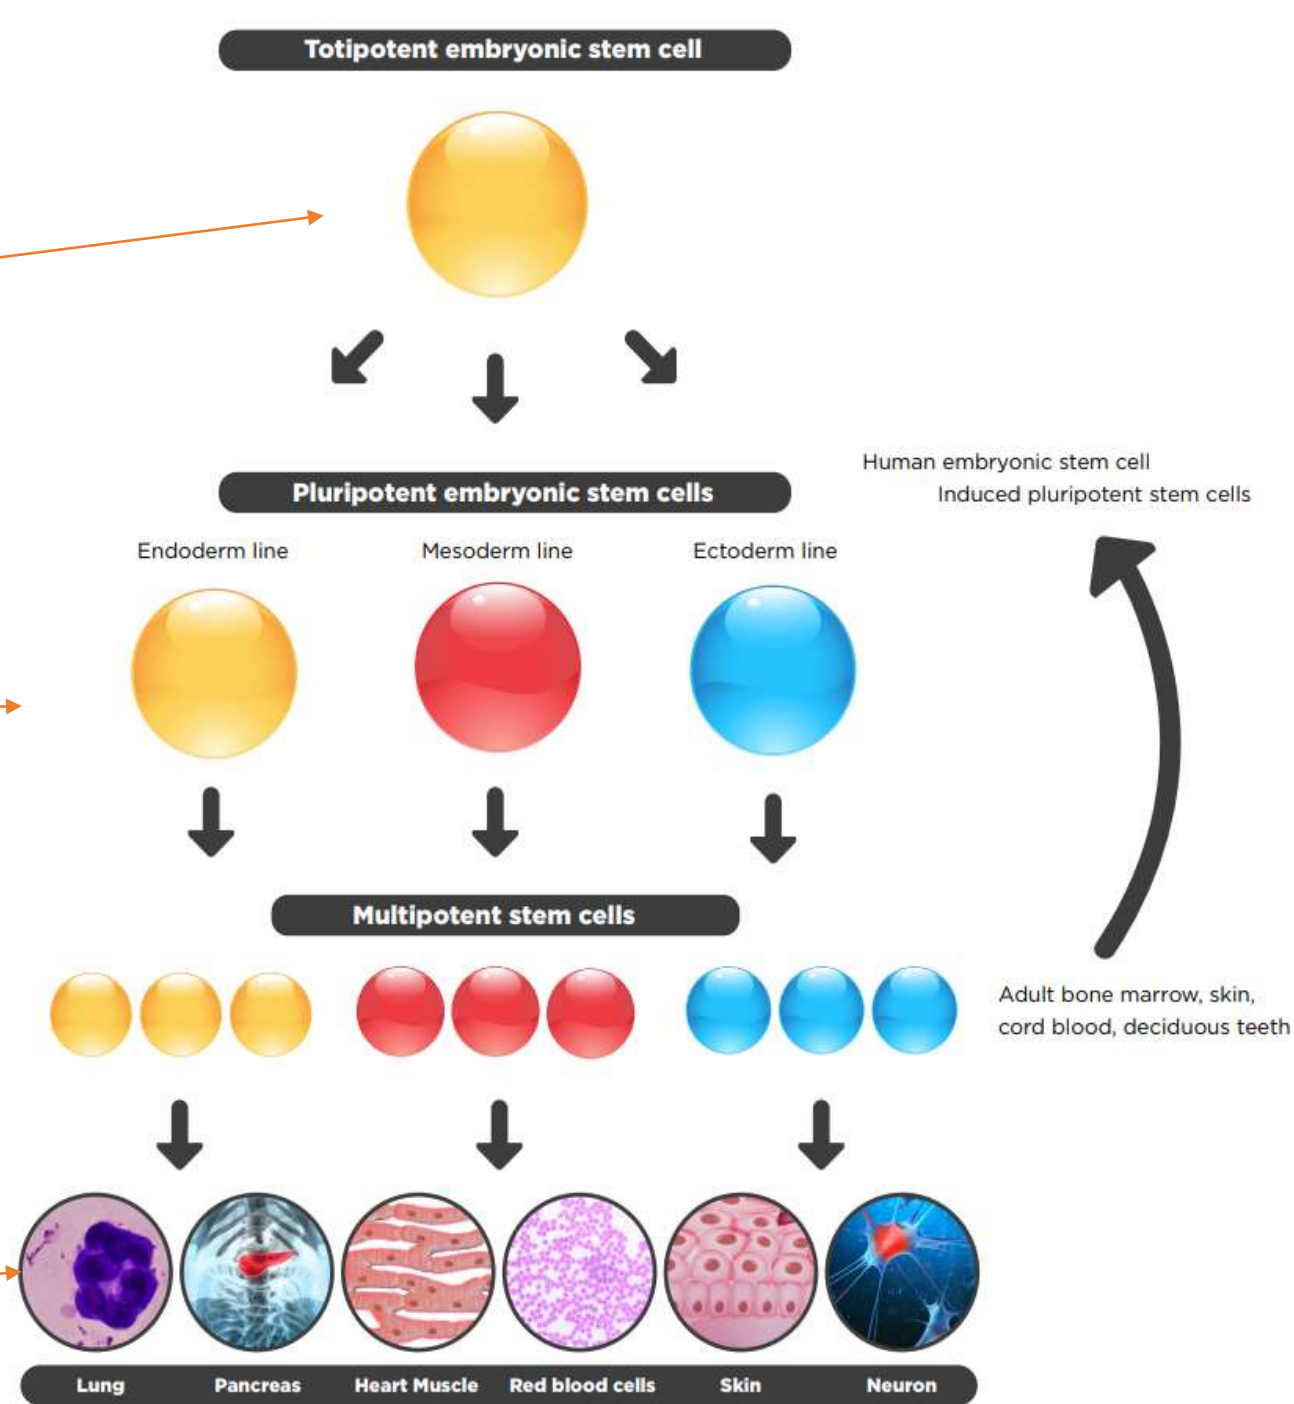 Totipotent embryonic stem cell
Human embryonic stem cell
Induced pluripotent stem cells
Pluripotent embryonic stem cells
Endoderm line
Mesoderm line
Ectoderm line
Multipotent stem cells
Adult bone marrow, skin,
cord blood, deciduous teeth
Lung
Pancreas
Heart Muscle
Red blood cells
Skin
Neuron